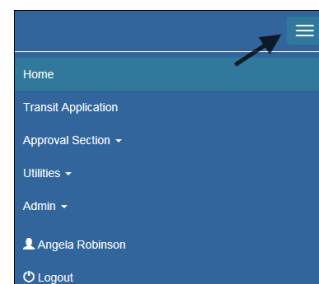 Home
Transit Application
Approval Section
Utilities
Admin
Angela Robinson
Logout